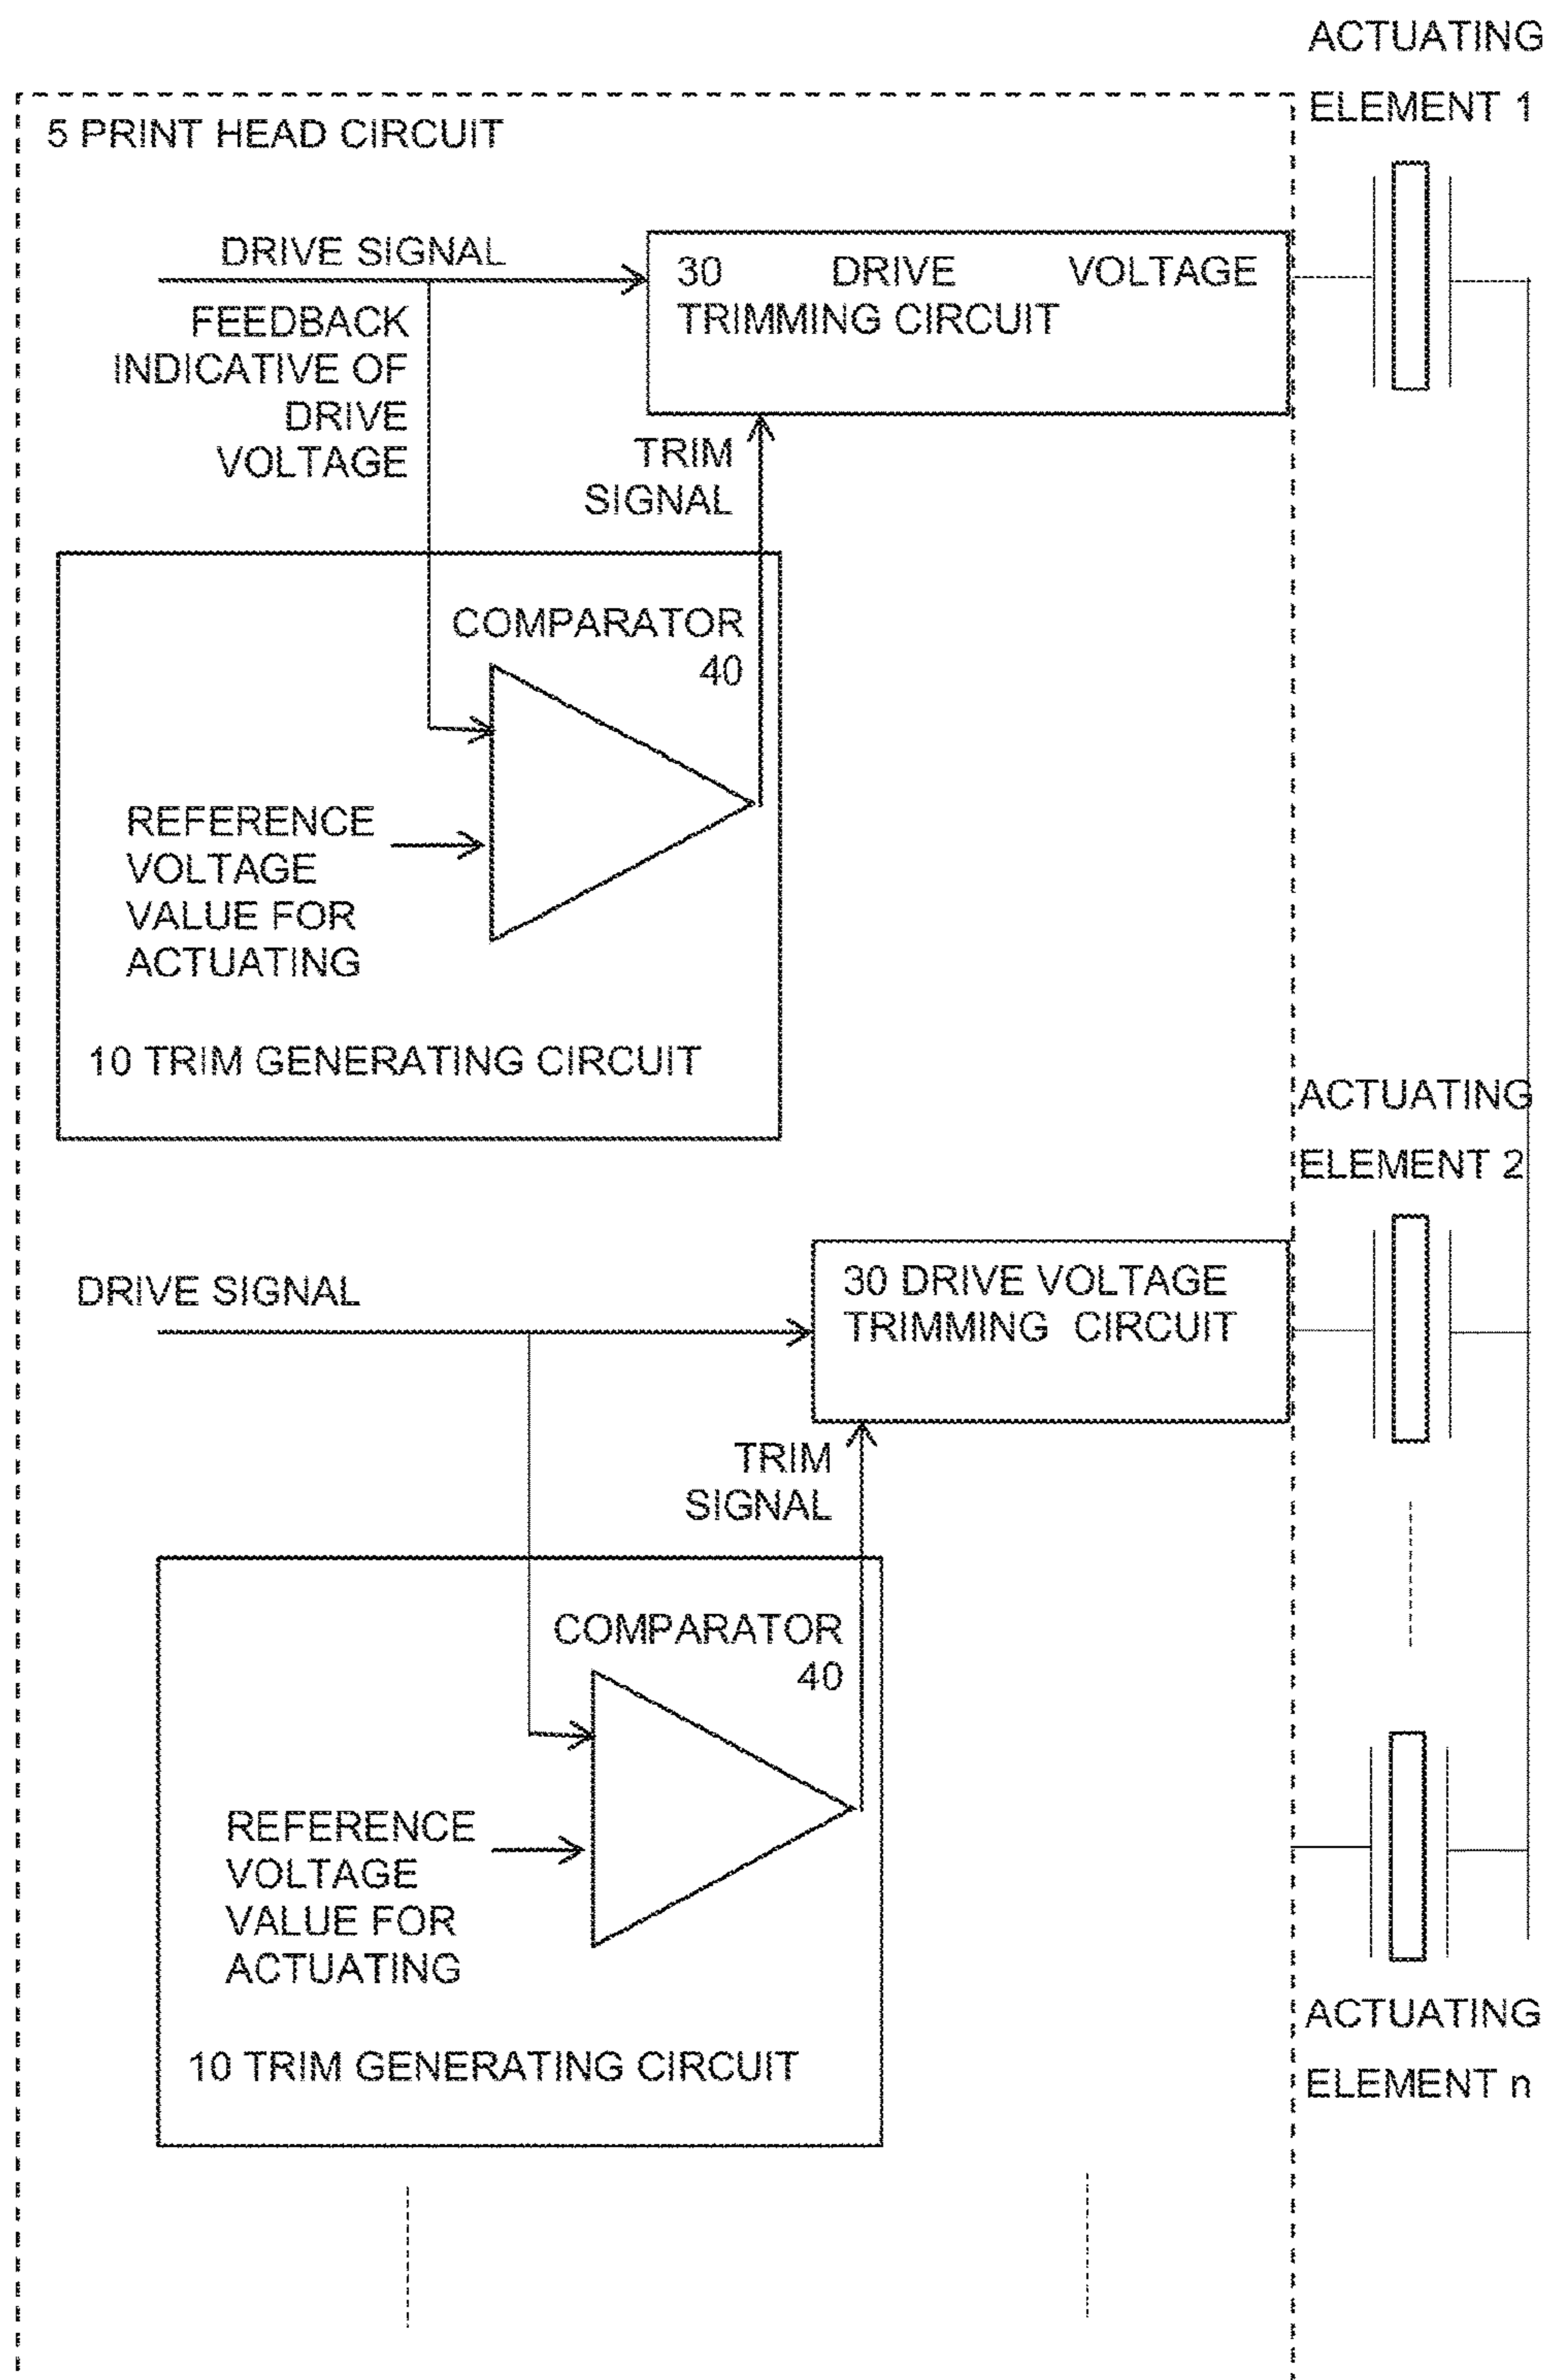 ACTUATING
ELEMENT 1
5 PRINT HEAD CIRCUIT
DRIVE SIGNAL
30 DRIVE VOLTAGE
TRIMMING CIRCUIT
FEEDBACK
INDICATIVE OF
DRIVE
VOLTAGE
TRIM
SIGNAL
COMPARATOR
40
REFERENCE
VOLTAGE
VALUE FOR
ACTUATING
10 TRIM GENERATING CIRCUIT
ACTUATING
ELEMENT 2
DRIVE SIGNAL
30 DRIVE VOLTAGE
TRIMMING CIRCUIT
TRIM
SIGNAL
COMPARATOR
40
REFERENCE
VOLTAGE
VALUE FOR
ACTUATING
10 TRIM GENERATING CIRCUIT
ACTUATING
ELEMENT n